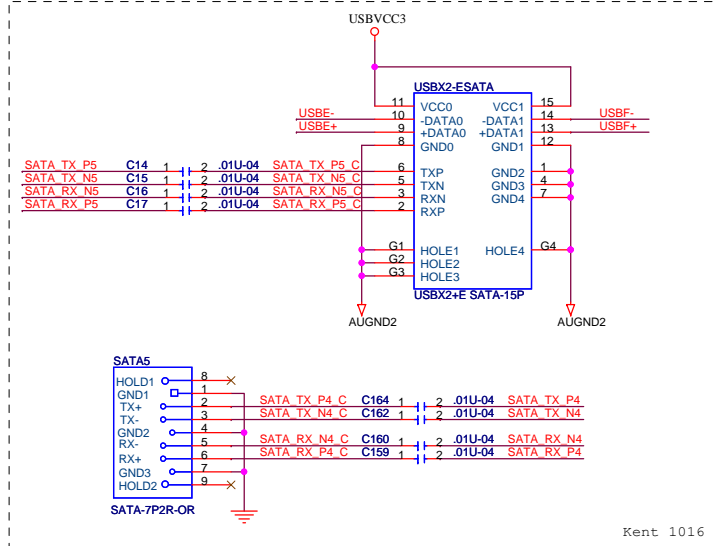 USBVCC3
USBX2-ESATA
11 VCC0 VCC1 15
USBE- 10 -DATA0 -DATA1 14 USBF-
USBE+ 9 +DATA0 +DATA1 13 USBF+
8 GND0 GND1 12
SATA_TX_P5 C14 1 2 .01U-04 SATA_TX_P5_C 6 TXP GND2 1
SATA_TX_N5 C15 1 2 .01U-04 SATA_TX_N5_C 5 TXN GND3 4
SATA_RX_N5 C16 1 2 .01U-04 SATA_RX_N5_C 3 RXN GND4 7
SATA_RX_P5 C17 1 2 .01U-04 SATA_RX_P5_C 2 RXP
G1 HOLE1 HOLE4 G4
G2 HOLE2
G3 HOLE3
USBX2+E SATA-15P
AUGND2 AUGND2
SATA5
HOLD1 8
GND1 1
TX+ 2 SATA_TX_P4_C C164 1 2 .01U-04 SATA_TX_P4
TX- 3 SATA_TX_N4_C C162 1 2 .01U-04 SATA_TX_N4
GND2 4
RX- 5 SATA_RX_N4_C C160 1 2 .01U-04 SATA_RX_N4
RX+ 6 SATA_RX_P4_C C159 1 2 .01U-04 SATA_RX_P4
GND3 7
HOLD2 9
SATA-7P2R-OR
Kent 1016